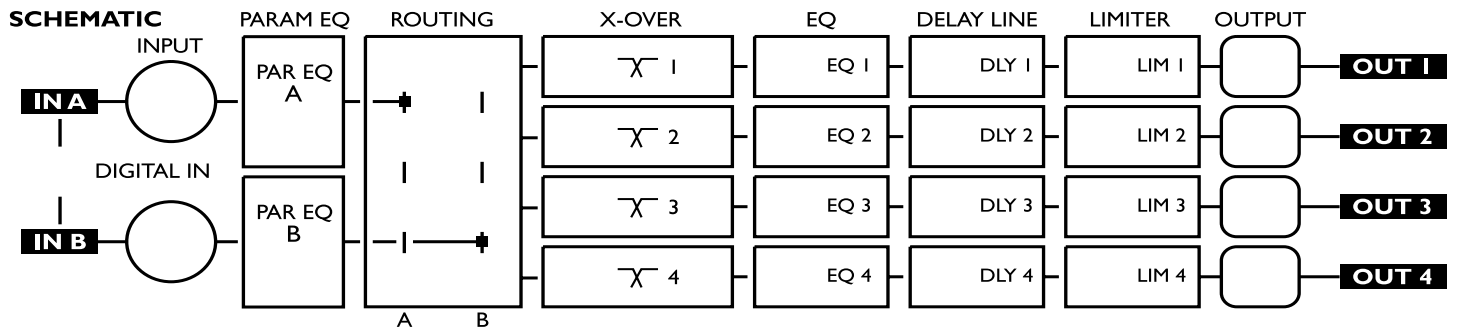 SCHEMATIC
PARAM EQ ROUTING X-OVER EQ DELAY LINE LIMITER OUTPUT
INPUT
PAR EQ A
1 EQ 1 DLY 1 LIM 1 OUT 1
IN A
2 EQ 2 DLY 2 LIM 2 OUT 2
DIGITAL IN
PAR EQ B
3 EQ 3 DLY 3 LIM 3 OUT 3
IN B
4 EQ 4 DLY 4 LIM 4 OUT 4
A B